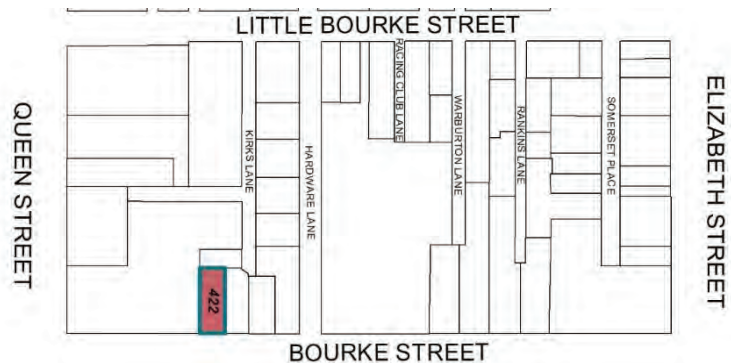 LITTLE BOURKE STREET
QUEEN STREET
KIRKS LANE
HARDWARE LANE
RACING CLUB LANE
WARBURTON LANE
RANKINS LANE
SOMERSET PLACE
ELIZABETH STREET
422
BOURKE STREET